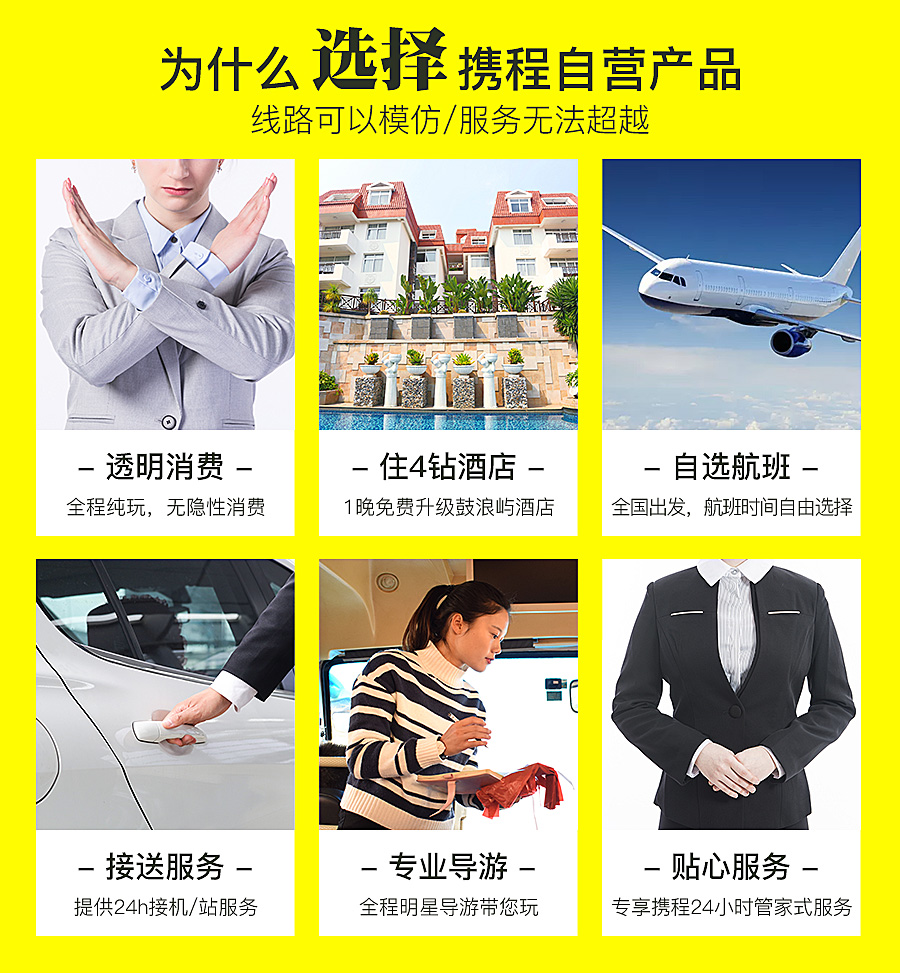 为什么选择携程自营产品
线路可以模仿/服务无法超越
– 透明消费 –
全程纯玩，无隐性消费
– 住4钻酒店 –
1晚免费升级鼓浪屿酒店
– 自选航班 –
全国出发，航班时间自由选择
– 接送服务 –
提供24h接机/站服务
– 专业导游 –
全程明星导游带您玩
– 贴心服务 –
专享携程24小时管家式服务